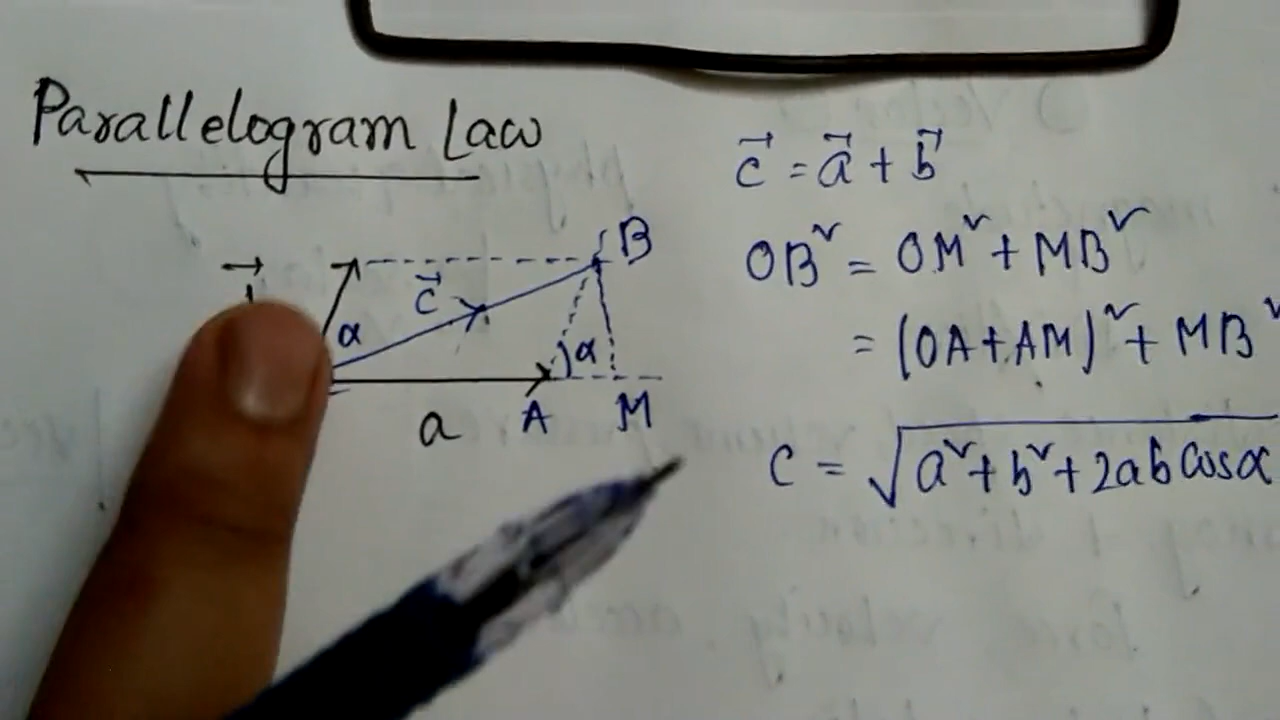 Parallelogram Law
c⃗ = a⃗ + b⃗
OB² = OM² + MB²
= (OA+AM)² + MB²
c = √a²+b²+2ab cosα
B
c⃗
α
α
a
A
M